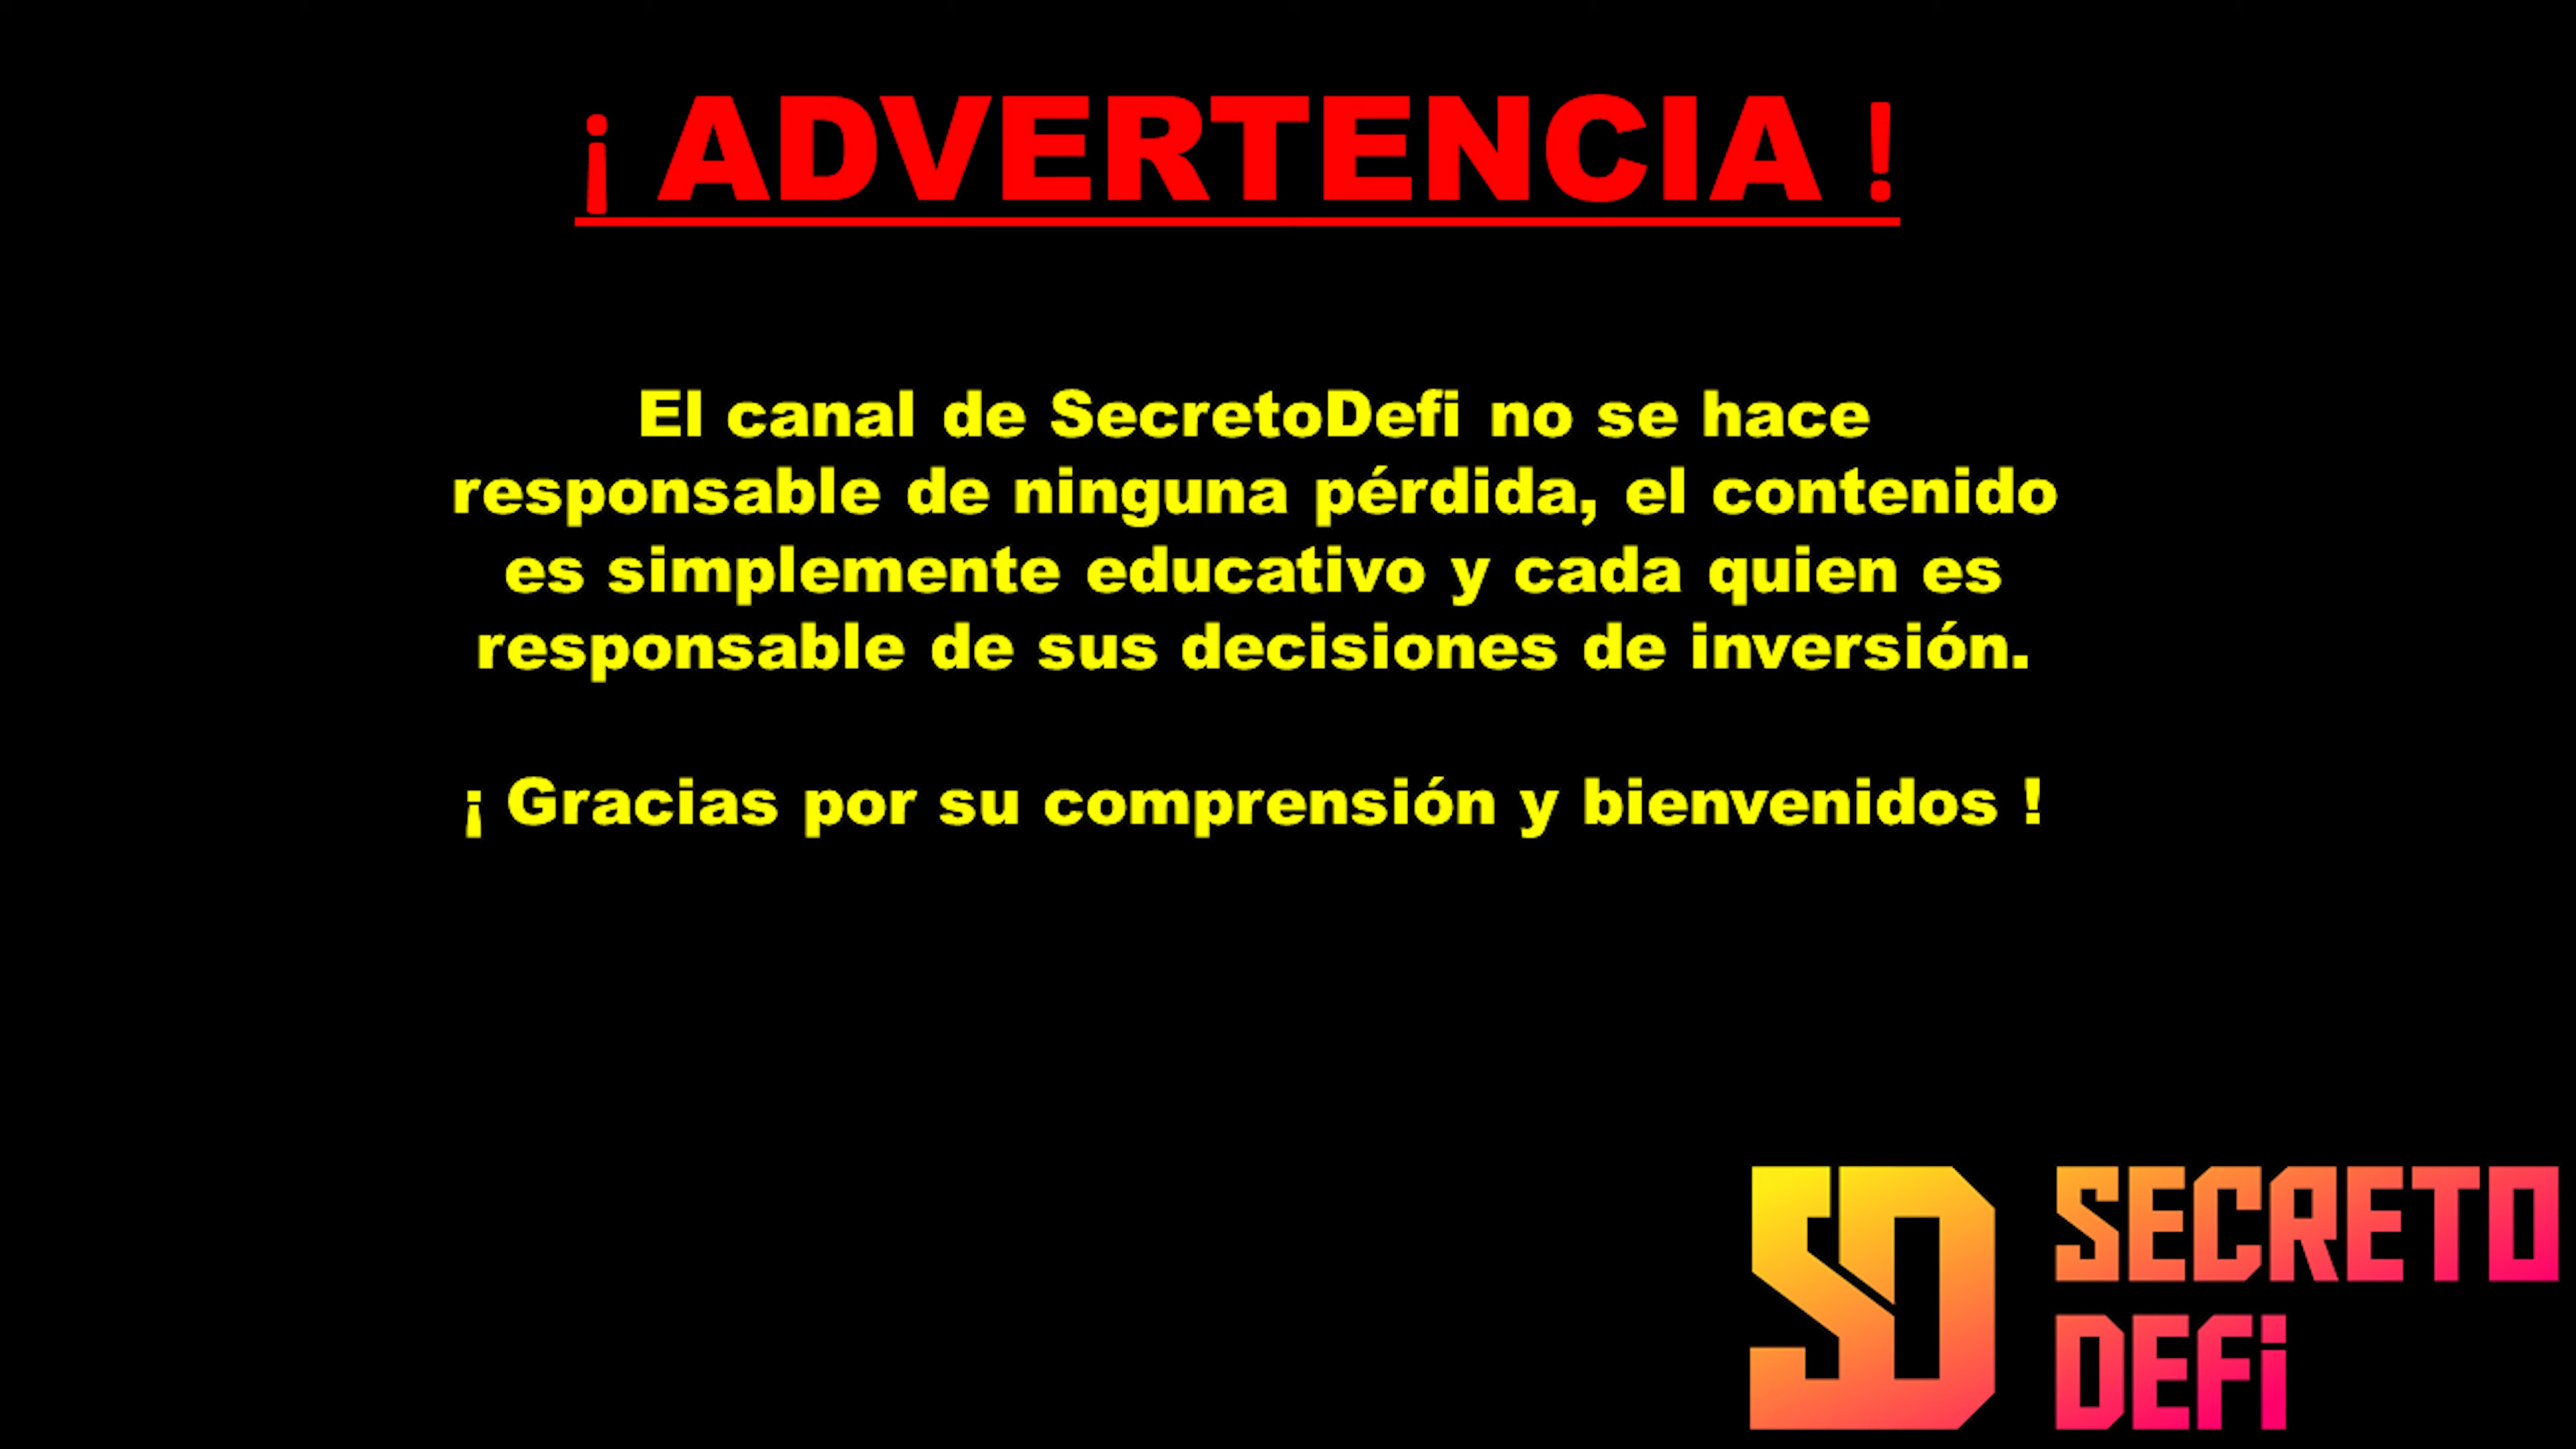 ¡ ADVERTENCIA !
El canal de SecretoDefi no se hace
responsable de ninguna pérdida, el contenido
es simplemente educativo y cada quien es
responsable de sus decisiones de inversión.
¡ Gracias por su comprensión y bienvenidos !
SD
SECRETO
DEFi